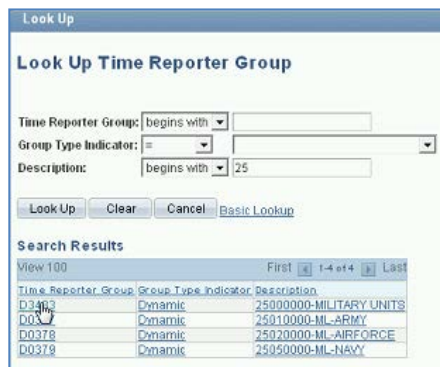 Look Up
Look Up Time Reporter Group
Time Reporter Group: begins with
Group Type Indicator: =
Description: begins with 25
Look Up Clear Cancel Basic Lookup
Search Results
View 100 First 1-4 of 4 Last
Time Reporter Group Group Type Indicator Description
Dynamic 25000000-MILITARY UNITS
Dynamic 25010000-ML-ARMY
D0378 Dynamic 25020000-ML-AIRFORCE
D0379 Dynamic 25050000-ML-NAVY